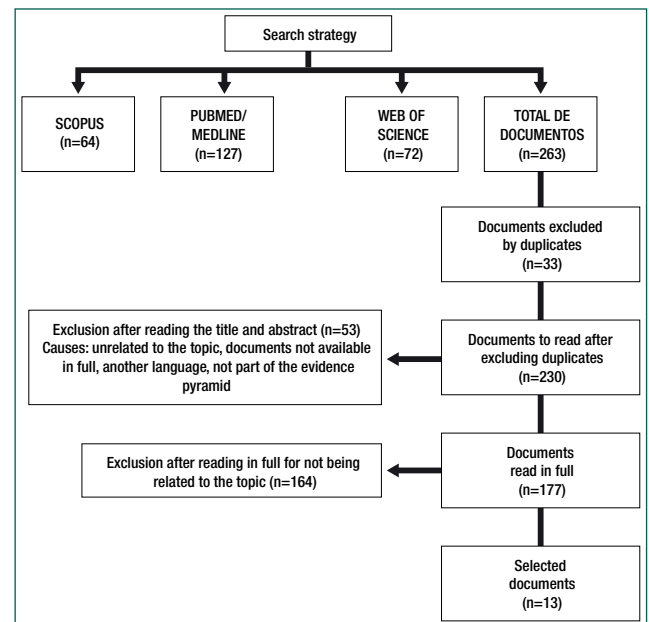 Search strategy
SCOPUS
(n=64)
PUBMED/
MEDLINE
(n=127)
WEB OF
SCIENCE
(n=72)
TOTAL DE
DOCUMENTOS
(n=263)
Documents excluded
by duplicates
(n=33)
Exclusion after reading the title and abstract (n=53)
Causes: unrelated to the topic, documents not available
in full, another language, not part of the evidence
pyramid
Documents to read after
excluding duplicates
(n=230)
Exclusion after reading in full for not being
related to the topic (n=164)
Documents
read in full
(n=177)
Selected
documents
(n=13)